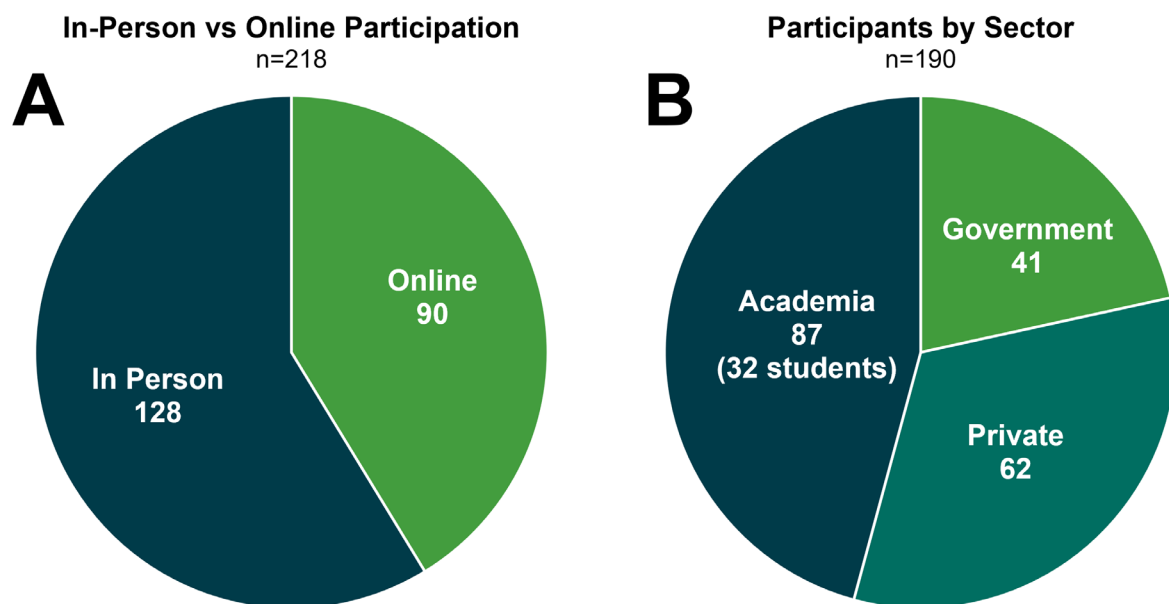 In-Person vs Online Participation
n=218
A
Online
90
In Person
128
Participants by Sector
n=190
B
Government
41
Academia
87
(32 students)
Private
62